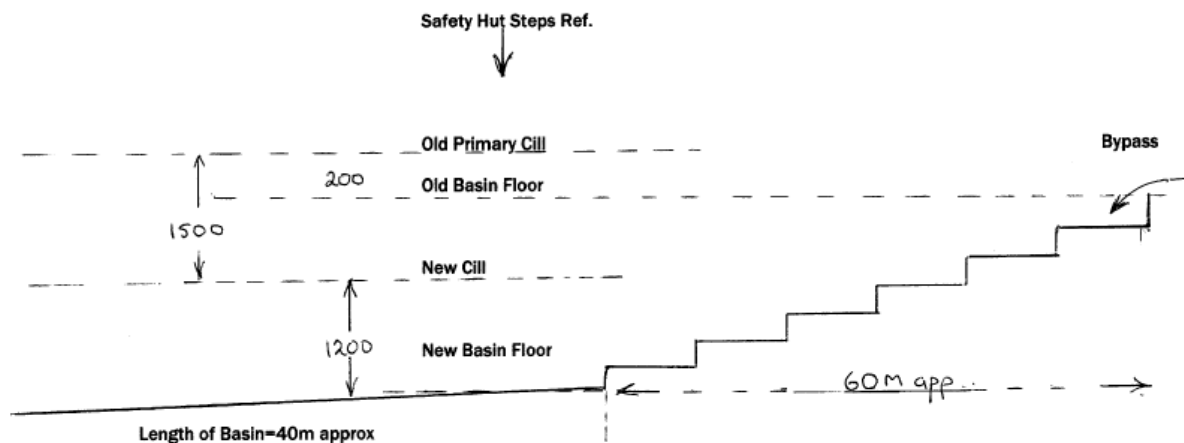 Safety Hut Steps Ref.
Old Primary Cill
Bypass
200
Old Basin Floor
1500
New Cill
1200
New Basin Floor
60M app..
Length of Basin=40m approx